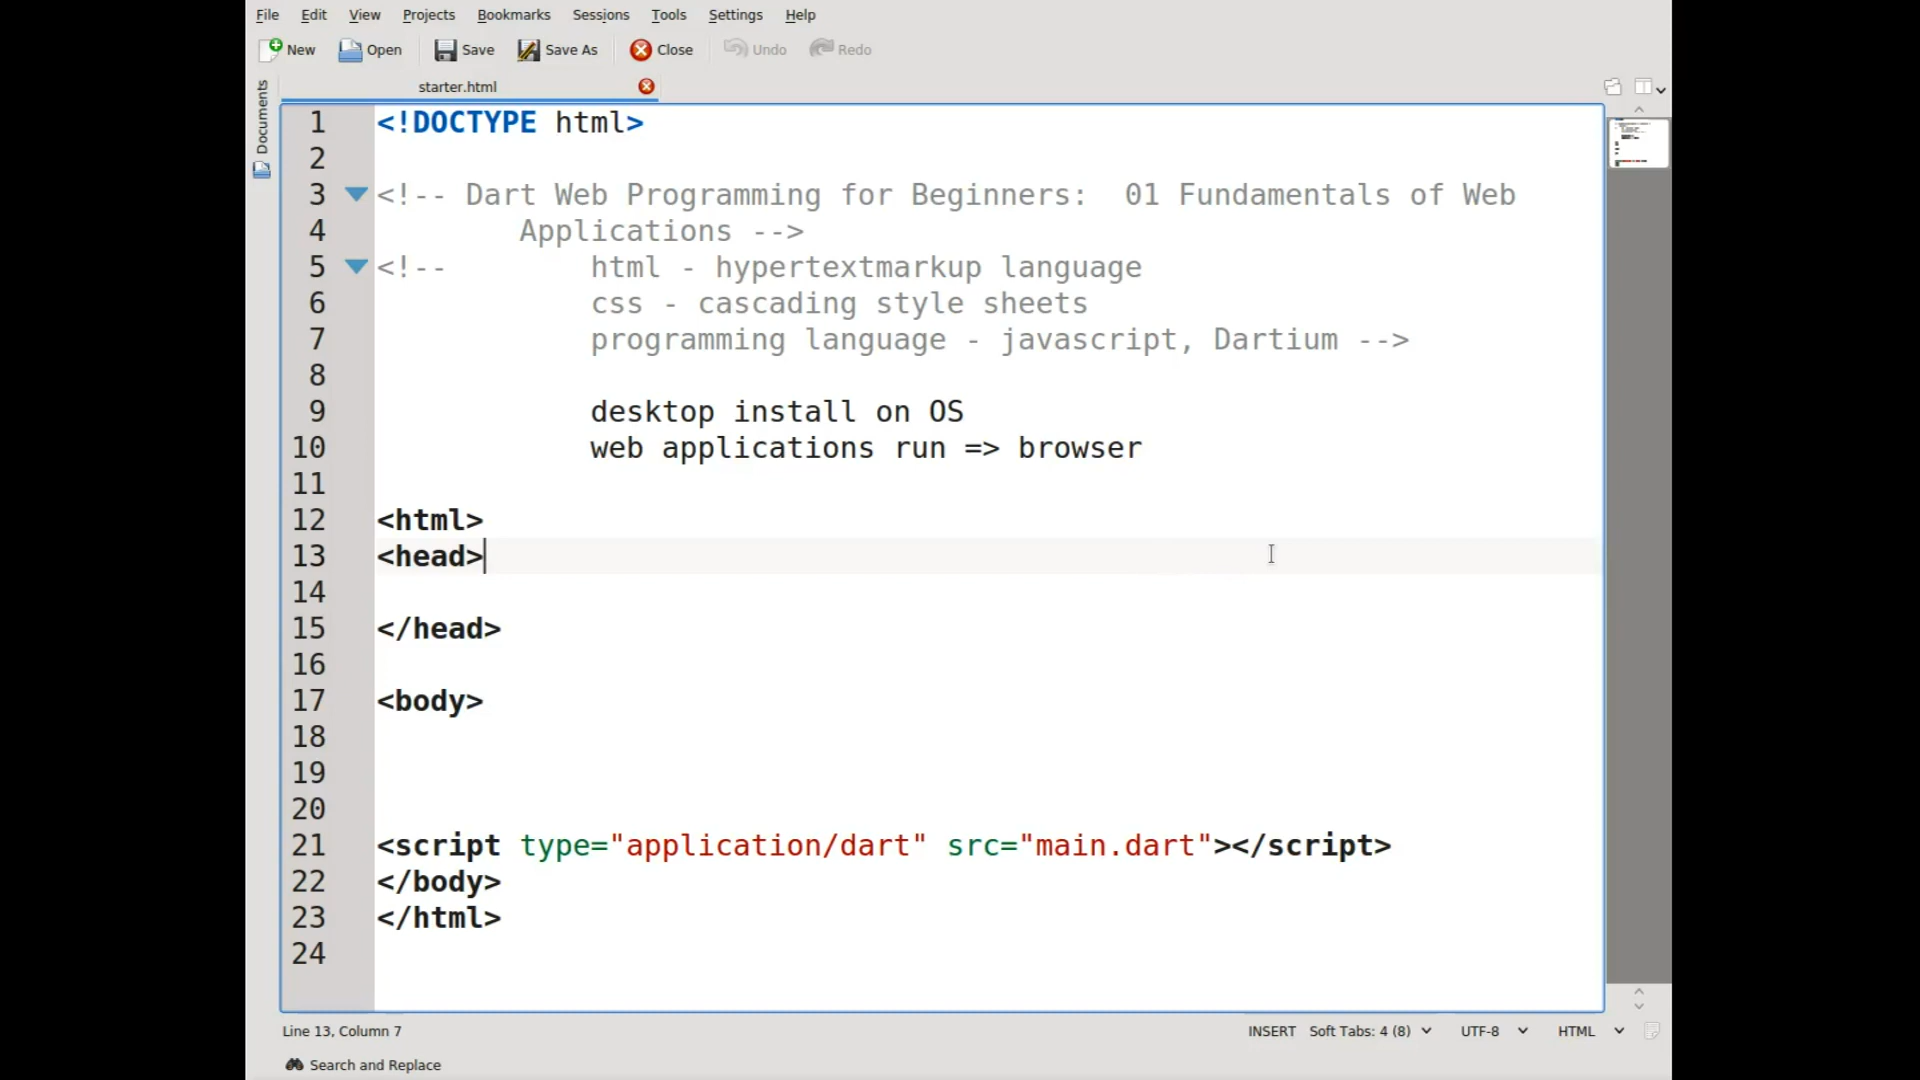 File Edit View Projects Bookmarks Sessions Tools Settings Help
New Open Save Save As Close Undo Redo
Documents
starter.html
1 <!DOCTYPE html>
2
3 <!-- Dart Web Programming for Beginners:  01 Fundamentals of Web
4         Applications -->
5 <!--        html - hypertextmarkup language
6             css - cascading style sheets
7             programming language - javascript, Dartium -->
8
9             desktop install on OS
10            web applications run => browser
11
12 <html>
13 <head>
14
15 </head>
16
17 <body>
18
19
20
21 <script type="application/dart" src="main.dart"></script>
22 </body>
23 </html>
24
Line 13, Column 7 INSERT Soft Tabs: 4 (8) UTF-8 HTML
Search and Replace